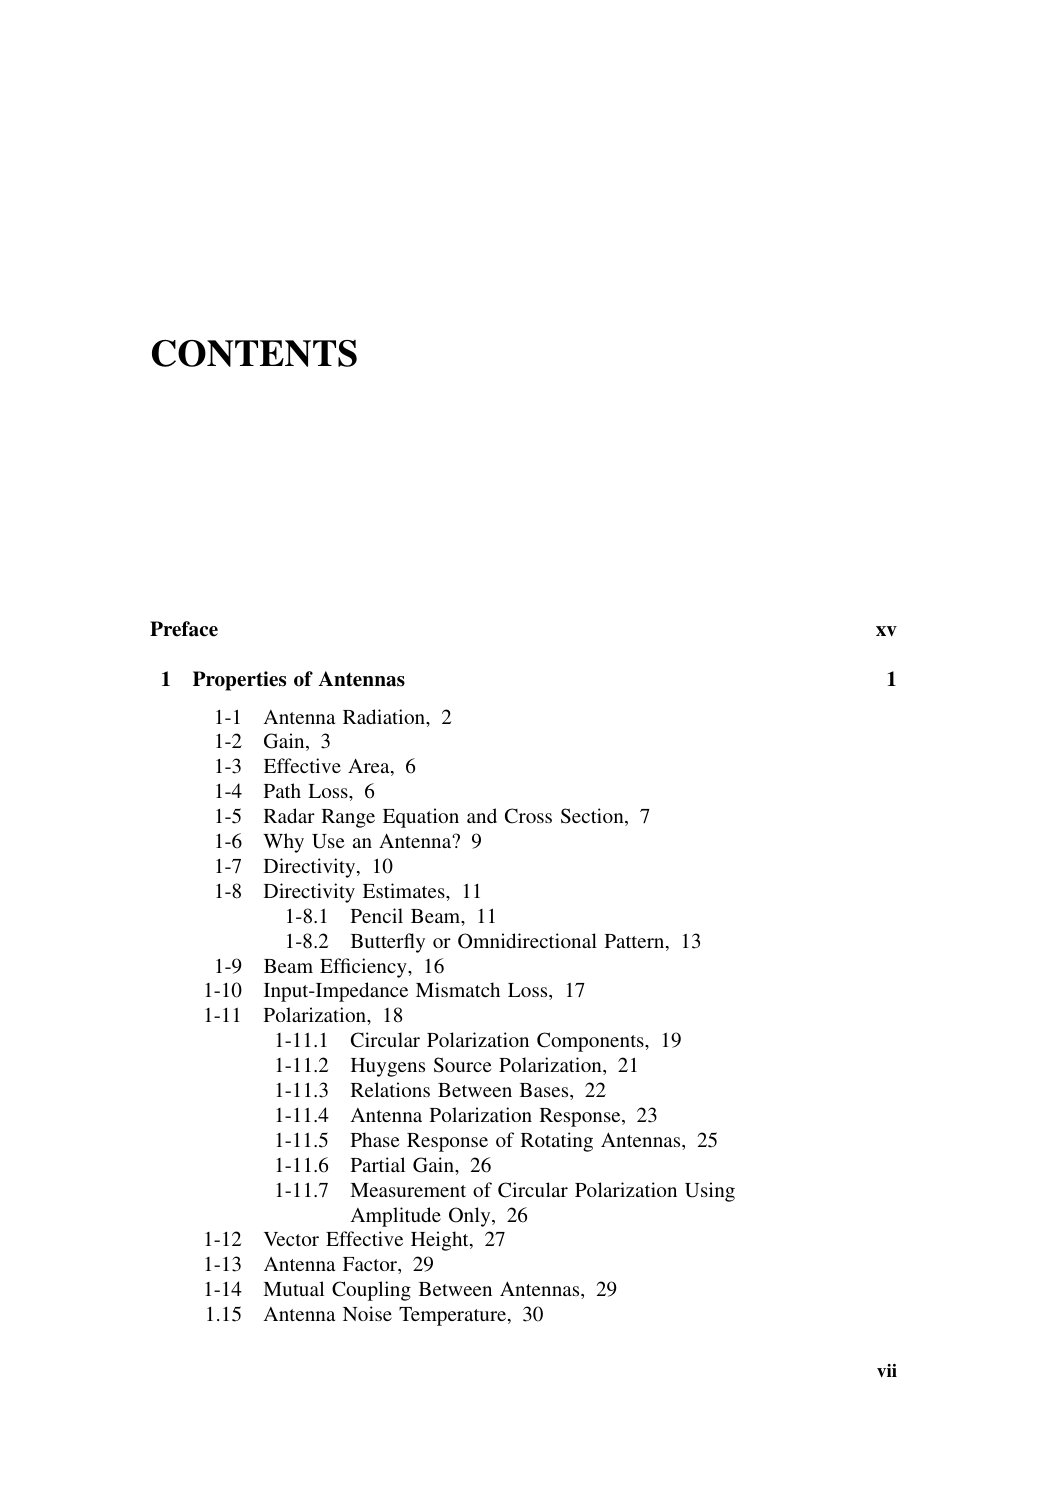 CONTENTS
Preface xv
1 Properties of Antennas 1
1-1 Antenna Radiation, 2
1-2 Gain, 3
1-3 Effective Area, 6
1-4 Path Loss, 6
1-5 Radar Range Equation and Cross Section, 7
1-6 Why Use an Antenna? 9
1-7 Directivity, 10
1-8 Directivity Estimates, 11
1-8.1 Pencil Beam, 11
1-8.2 Butterfly or Omnidirectional Pattern, 13
1-9 Beam Efficiency, 16
1-10 Input-Impedance Mismatch Loss, 17
1-11 Polarization, 18
1-11.1 Circular Polarization Components, 19
1-11.2 Huygens Source Polarization, 21
1-11.3 Relations Between Bases, 22
1-11.4 Antenna Polarization Response, 23
1-11.5 Phase Response of Rotating Antennas, 25
1-11.6 Partial Gain, 26
1-11.7 Measurement of Circular Polarization Using
Amplitude Only, 26
1-12 Vector Effective Height, 27
1-13 Antenna Factor, 29
1-14 Mutual Coupling Between Antennas, 29
1.15 Antenna Noise Temperature, 30
vii